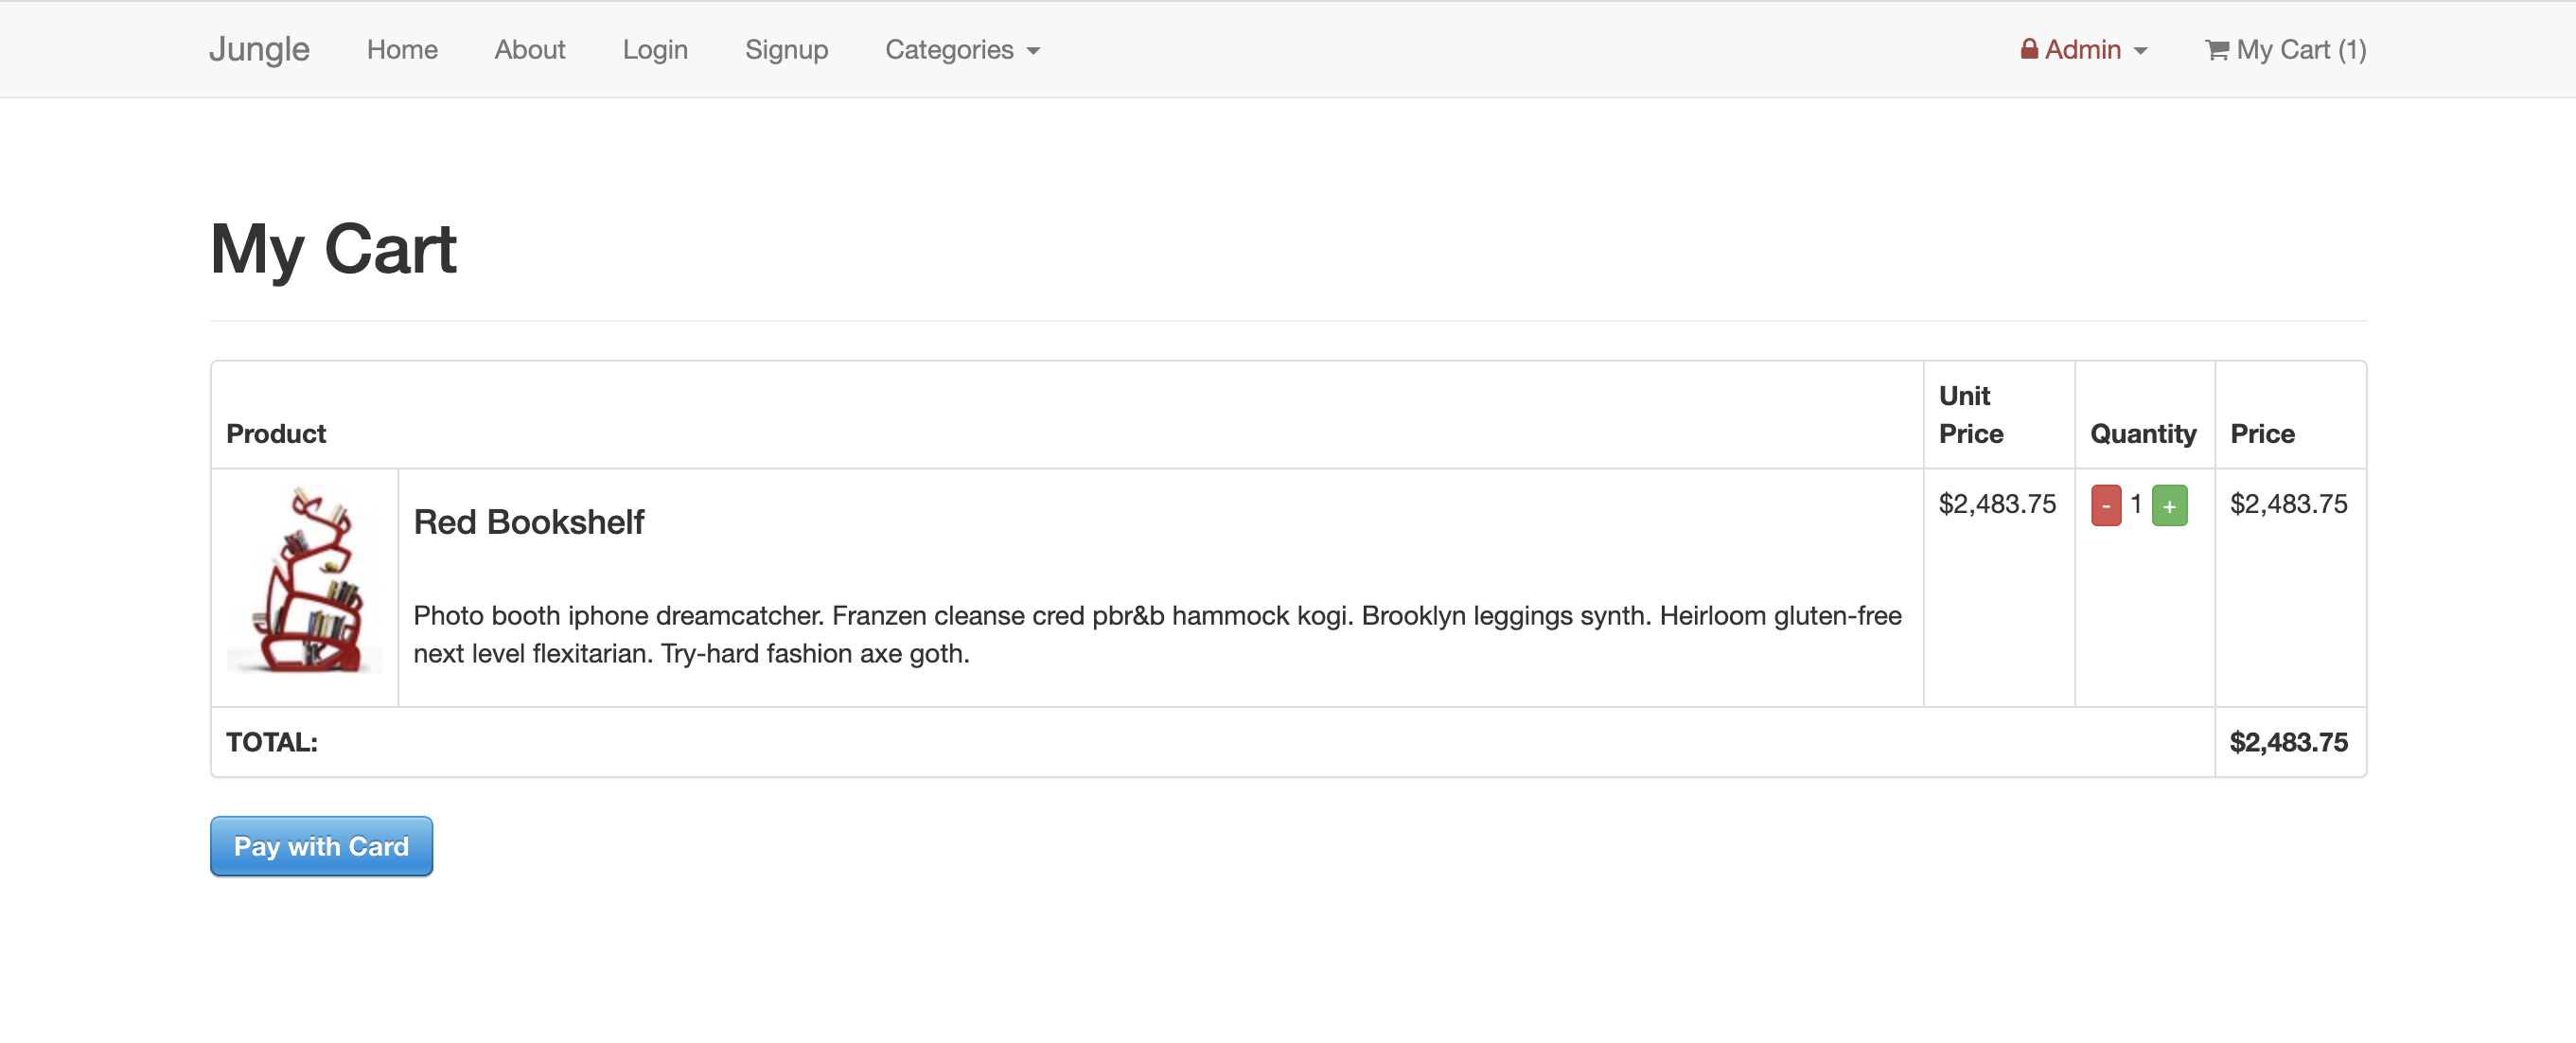 Jungle Home About Login Signup Categories Admin My Cart (1)
My Cart
Product Unit Price Quantity Price
Red Bookshelf $2,483.75 - 1 + $2,483.75
Photo booth iphone dreamcatcher. Franzen cleanse cred pbr&b hammock kogi. Brooklyn leggings synth. Heirloom gluten-free
next level flexitarian. Try-hard fashion axe goth.
TOTAL: $2,483.75
Pay with Card